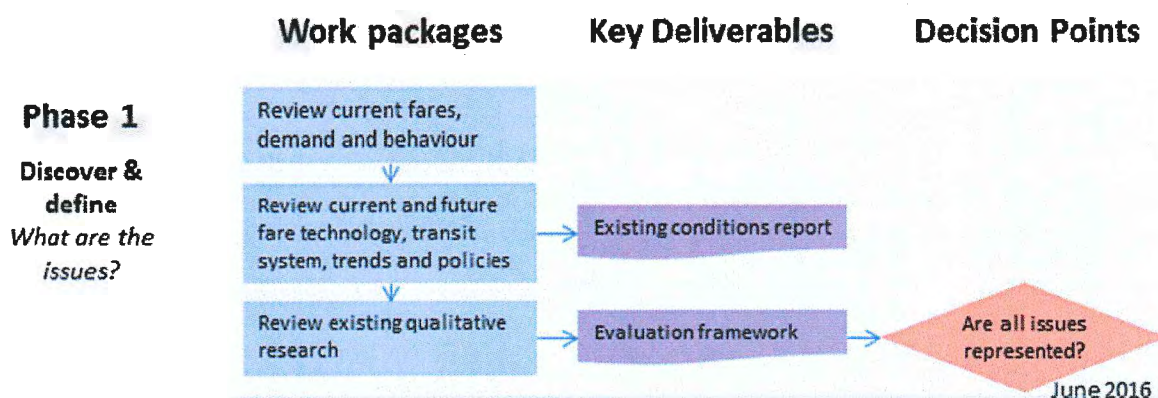 Work packages
Key Deliverables
Decision Points
Phase 1
Discover &
define
What are the
issues?
Review current fares,
demand and behaviour
Review current and future
fare technology, transit
system, trends and policies
Existing conditions report
Review existing qualitative
research
Evaluation framework
Are all issues
represented?
June 2016